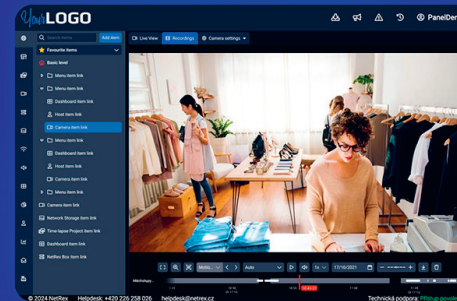 Your LOGO
PanelDem
Search items
Add item
Live View
Recordings
Camera settings
Favourite items
Basic level
Menu item link
Menu item link
Dashboard item link
Host item link
Camera item link
Menu item link
Dashboard item link
Host item link
Camera item link
Menu item link
Camera item link
Network Storage item link
Time-lapse Project item link
Dashboard item link
NetRex Box item link
Auto
1x
17/10/2021
© 2024 NetRex Helpdesk: +420 226 258 026 helpdesk@netrex.cz
Technická podpora: Přístup povole